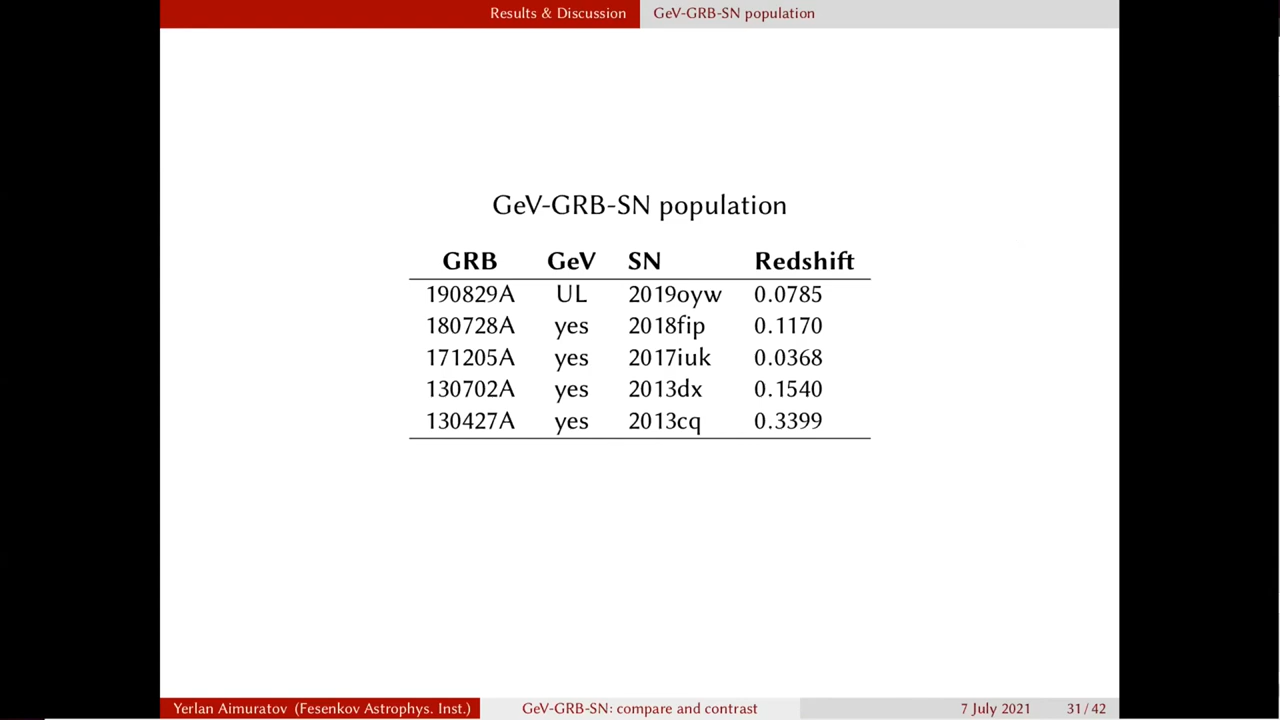 Results & Discussion GeV-GRB-SN population
GeV-GRB-SN population
GRB GeV SN Redshift
190829A UL 2019oyw 0.0785
180728A yes 2018fip 0.1170
171205A yes 2017iuk 0.0368
130702A yes 2013dx 0.1540
130427A yes 2013cq 0.3399
Yerlan Aimuratov (Fesenkov Astrophys. Inst.) GeV-GRB-SN: compare and contrast 7 July 2021 31 / 42